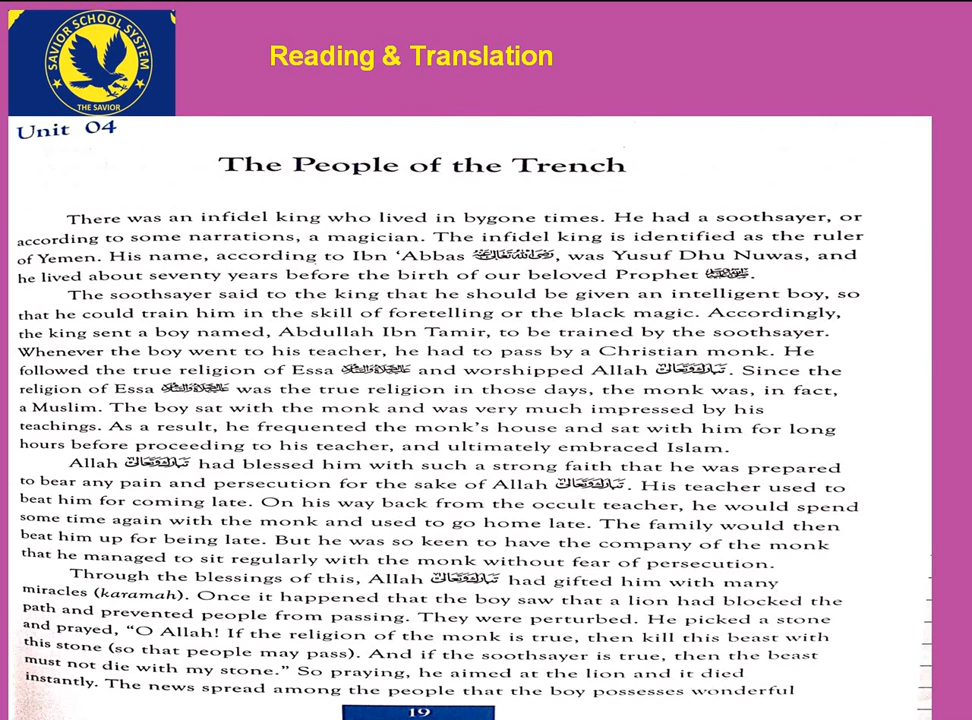 SAVIOR SCHOOL SYSTEM
THE SAVIOR
Reading & Translation
Unit 04
The People of the Trench
There was an infidel king who lived in bygone times. He had a soothsayer, or
according to some narrations, a magician. The infidel king is identified as the ruler
of Yemen. His name, according to Ibn ‘Abbas , was Yusuf Dhu Nuwas, and
he lived about seventy years before the birth of our beloved Prophet .
The soothsayer said to the king that he should be given an intelligent boy, so
that he could train him in the skill of foretelling or the black magic. Accordingly,
the king sent a boy named, Abdullah Ibn Tamir, to be trained by the soothsayer.
Whenever the boy went to his teacher, he had to pass by a Christian monk. He
followed the true religion of Essa and worshipped Allah . Since the
religion of Essa was the true religion in those days, the monk was, in fact,
a Muslim. The boy sat with the monk and was very much impressed by his
teachings. As a result, he frequented the monk's house and sat with him for long
hours before proceeding to his teacher, and ultimately embraced Islam.
Allah had blessed him with such a strong faith that he was prepared
to bear any pain and persecution for the sake of Allah . His teacher used to
beat him for coming late. On his way back from the occult teacher, he would spend
some time again with the monk and used to go home late. The family would then
beat him up for being late. But he was so keen to have the company of the monk
that he managed to sit regularly with the monk without fear of persecution.
Through the blessings of this, Allah had gifted him with many
miracles (karamah). Once it happened that the boy saw that a lion had blocked the
path and prevented people from passing. They were perturbed. He picked a stone
and prayed, “O Allah! If the religion of the monk is true, then kill this beast with
this stone (so that people may pass). And if the soothsayer is true, then the beast
must not die with my stone.” So praying, he aimed at the lion and it died
instantly. The news spread among the people that the boy possesses wonderful
19